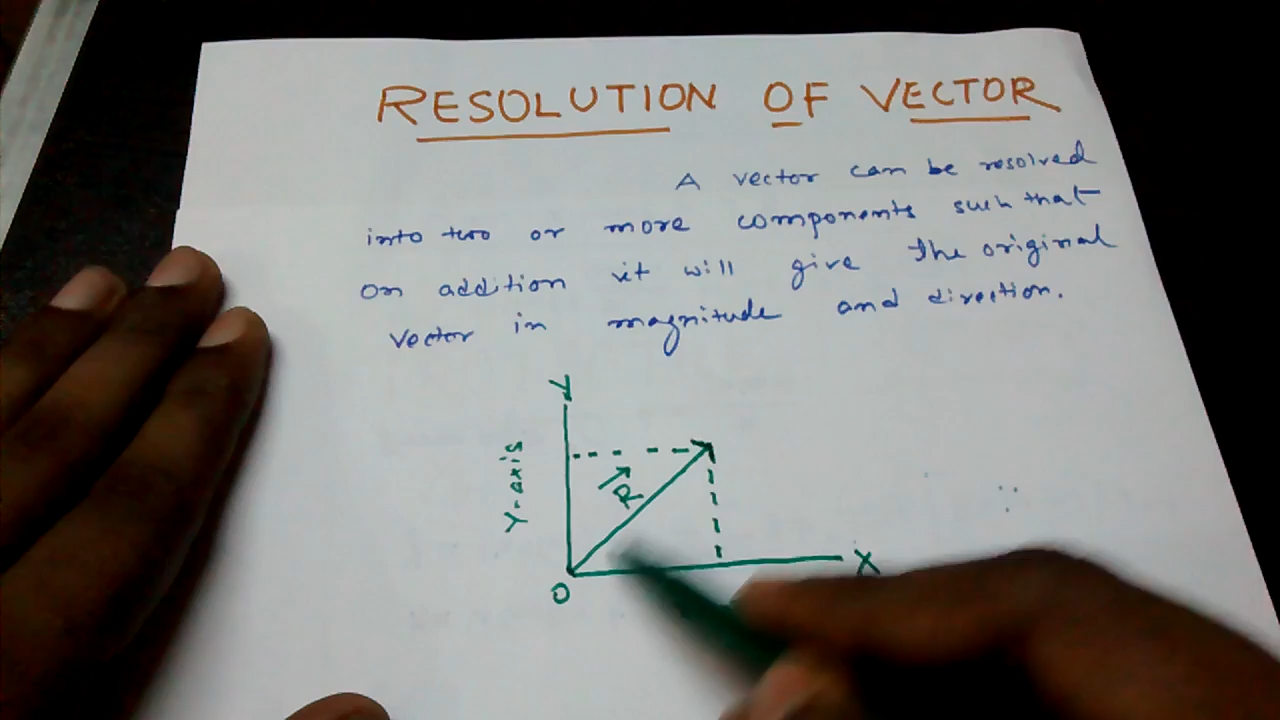 RESOLUTION OF VECTOR
A vector can be resolved
into two or more components such that
on addition it will give the original
vector in magnitude and direction.
Y
Y-axis
R
O
X